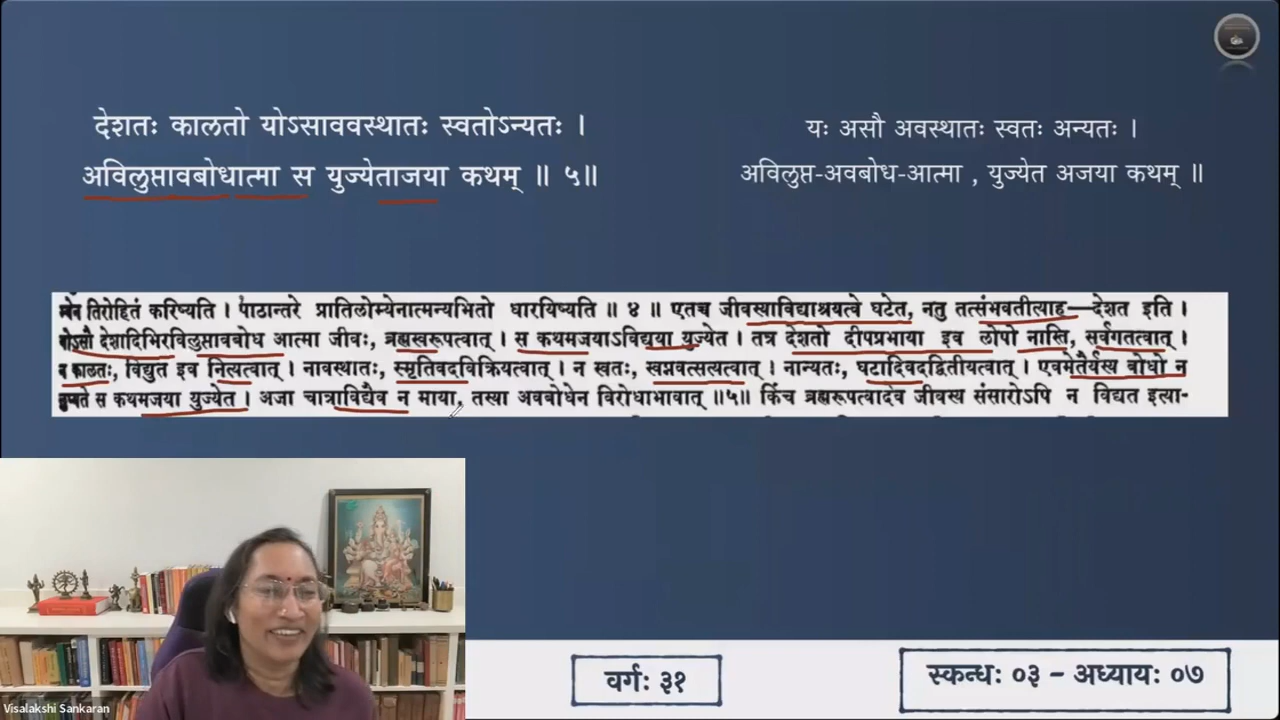 देशतः कालतो योऽसाववस्थातः स्वतोऽन्यतः ।
अविलुप्तावबोधात्मा स युज्येताजया कथम् ॥ ५॥
यः असौ अवस्थातः स्वतः अन्यतः ।
अविलुप्त-अवबोध-आत्मा , युज्येत अजया कथम् ॥
तिरोहितं करिष्यति । पाठान्तरे प्रातिलोम्येनात्मन्यभितो धारयिष्यति ॥ ४ ॥ एतच्च जीवस्याविद्याश्रयत्वे घटेत, नतु तत्संभवतीत्याह—देशत इति ।
योऽसौ देशादिभिरविलुप्तावबोध आत्मा जीवः, ब्रह्मस्वरूपत्वात् । स कथमजयाऽविद्यया युज्येत । तत्र देशतो दीपप्रभाया इव लोपो नास्ति, सर्वगतत्वात् ।
न कालतः, विद्युत इव नित्यत्वात् । नावस्थातः, स्मृतिवदविक्रियत्वात् । न स्वतः, स्वप्नवत्सत्यत्वात् । नान्यतः, घटादिवदद्वितीयत्वात् । एवमेतैर्यस्य बोधो न
लुप्यते स कथमजया युज्येत । अजा चात्राविद्यैव न माया, तस्या अवबोधेन विरोधाभावात् ॥५॥ किंच ब्रह्मरूपत्वादेव जीवस्य संसारोऽपि न विद्यत इत्या-
Visalakshi Sankaran
वर्गः ३१
स्कन्धः ०३ – अध्यायः ०७